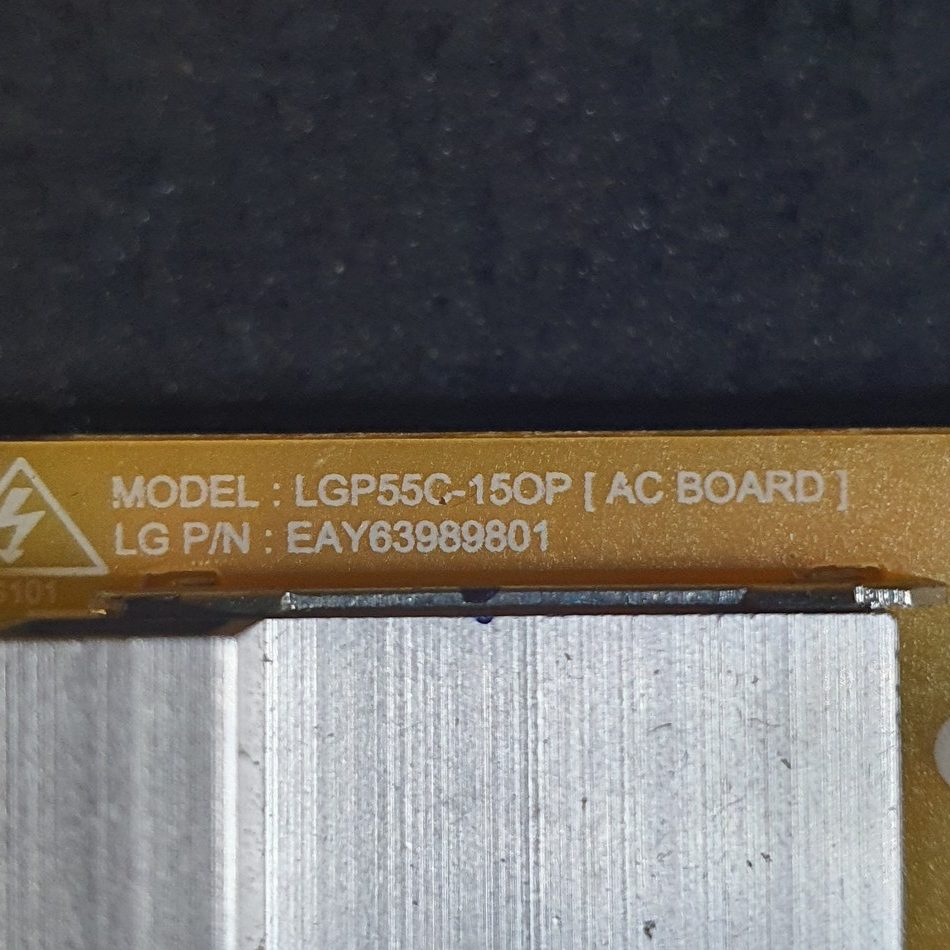 MODEL : LGP55C-15OP [ AC BOARD ]
LG P/N : EAY63989801